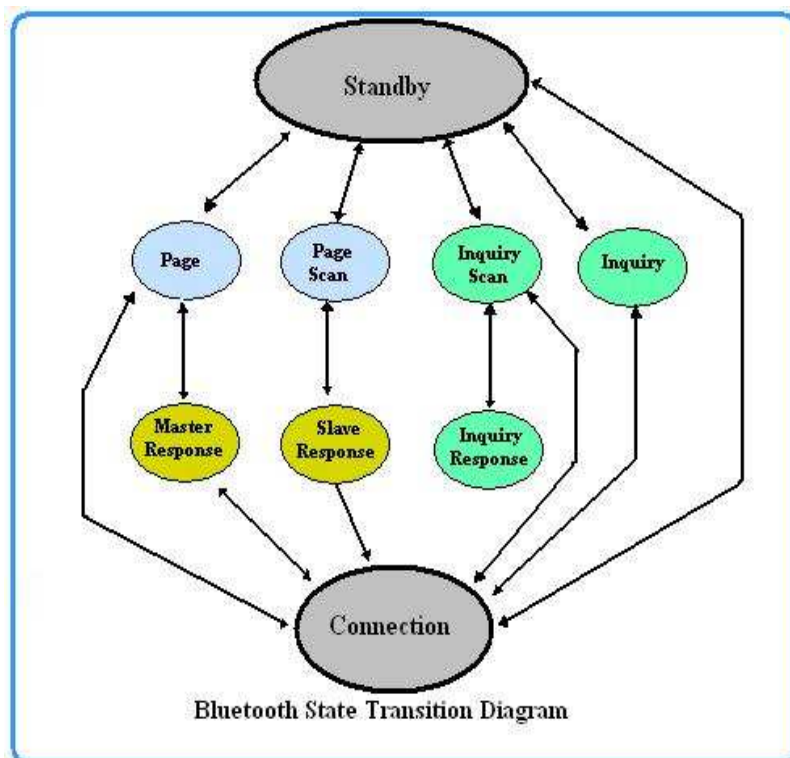 Standby
Page
Page
Scan
Inquiry
Scan
Inquiry
Master
Response
Slave
Response
Inquiry
Response
Connection
Bluetooth State Transition Diagram